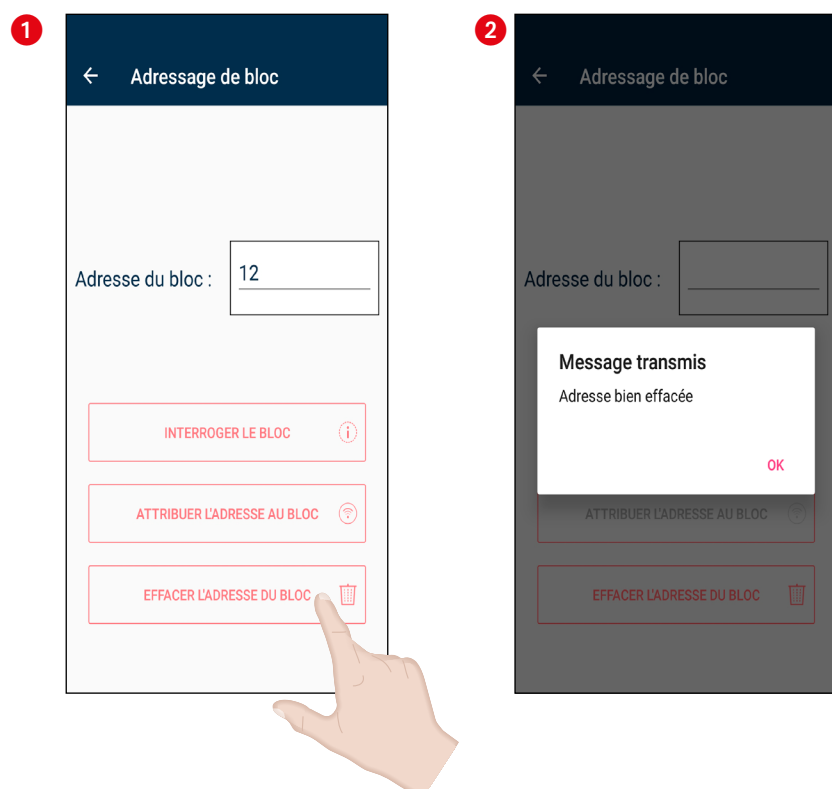 1
Adressage de bloc
Adresse du bloc :
12
INTERROGER LE BLOC
ATTRIBUER L'ADRESSE AU BLOC
EFFACER L'ADRESSE DU BLOC
2
Adressage de bloc
Adresse du bloc :
Message transmis
Adresse bien effacée
OK
ATTRIBUER L'ADRESSE AU BLOC
EFFACER L'ADRESSE DU BLOC